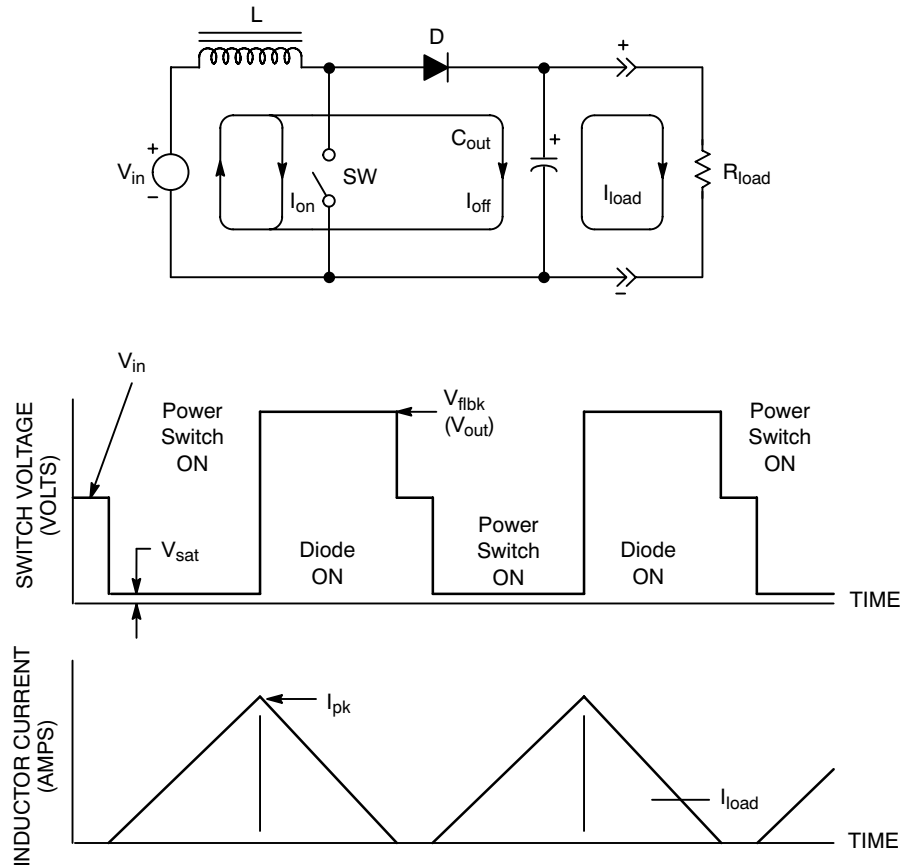 L
D
+
+
+
V_in
−
SW
I_on
C_out
I_off
+
I_load
R_load
−
V_in
Power
Switch
ON
V_flbk
(V_out)
Power
Switch
ON
SWITCH VOLTAGE
(VOLTS)
V_sat
Diode
ON
Power
Switch
ON
Diode
ON
TIME
INDUCTOR CURRENT
(AMPS)
I_pk
I_load
TIME